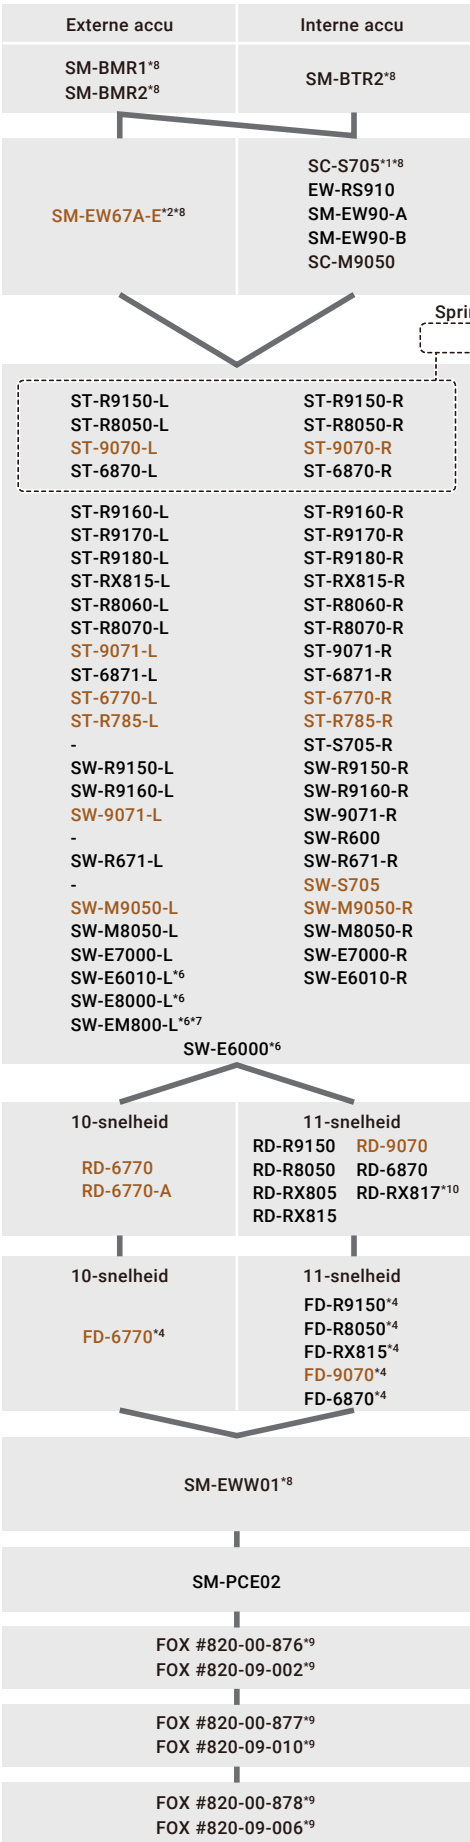 Externe accu Interne accu
SM-BMR1*8
SM-BMR2*8
SM-BTR2*8
SM-EW67A-E*2*8
SC-S705*1*8
EW-RS910
SM-EW90-A
SM-EW90-B
SC-M9050
Sprin
ST-R9150-L ST-R9150-R
ST-R8050-L ST-R8050-R
ST-9070-L ST-9070-R
ST-6870-L ST-6870-R
ST-R9160-L ST-R9160-R
ST-R9170-L ST-R9170-R
ST-R9180-L ST-R9180-R
ST-RX815-L ST-RX815-R
ST-R8060-L ST-R8060-R
ST-R8070-L ST-R8070-R
ST-9071-L ST-9071-R
ST-6871-L ST-6871-R
ST-6770-L ST-6770-R
ST-R785-L ST-R785-R
- ST-S705-R
SW-R9150-L SW-R9150-R
SW-R9160-L SW-R9160-R
SW-9071-L SW-9071-R
- SW-R600
SW-R671-L SW-R671-R
- SW-S705
SW-M9050-L SW-M9050-R
SW-M8050-L SW-M8050-R
SW-E7000-L SW-E7000-R
SW-E6010-L*6 SW-E6010-R
SW-E8000-L*6
SW-EM800-L*6*7
SW-E6000*6
10-snelheid
RD-6770
RD-6770-A
11-snelheid
RD-R9150 RD-9070
RD-R8050 RD-6870
RD-RX805 RD-RX817*10
RD-RX815
10-snelheid
FD-6770*4
11-snelheid
FD-R9150*4
FD-R8050*4
FD-RX815*4
FD-9070*4
FD-6870*4
SM-EWW01*8
SM-PCE02
FOX #820-00-876*9
FOX #820-09-002*9
FOX #820-00-877*9
FOX #820-09-010*9
FOX #820-00-878*9
FOX #820-09-006*9